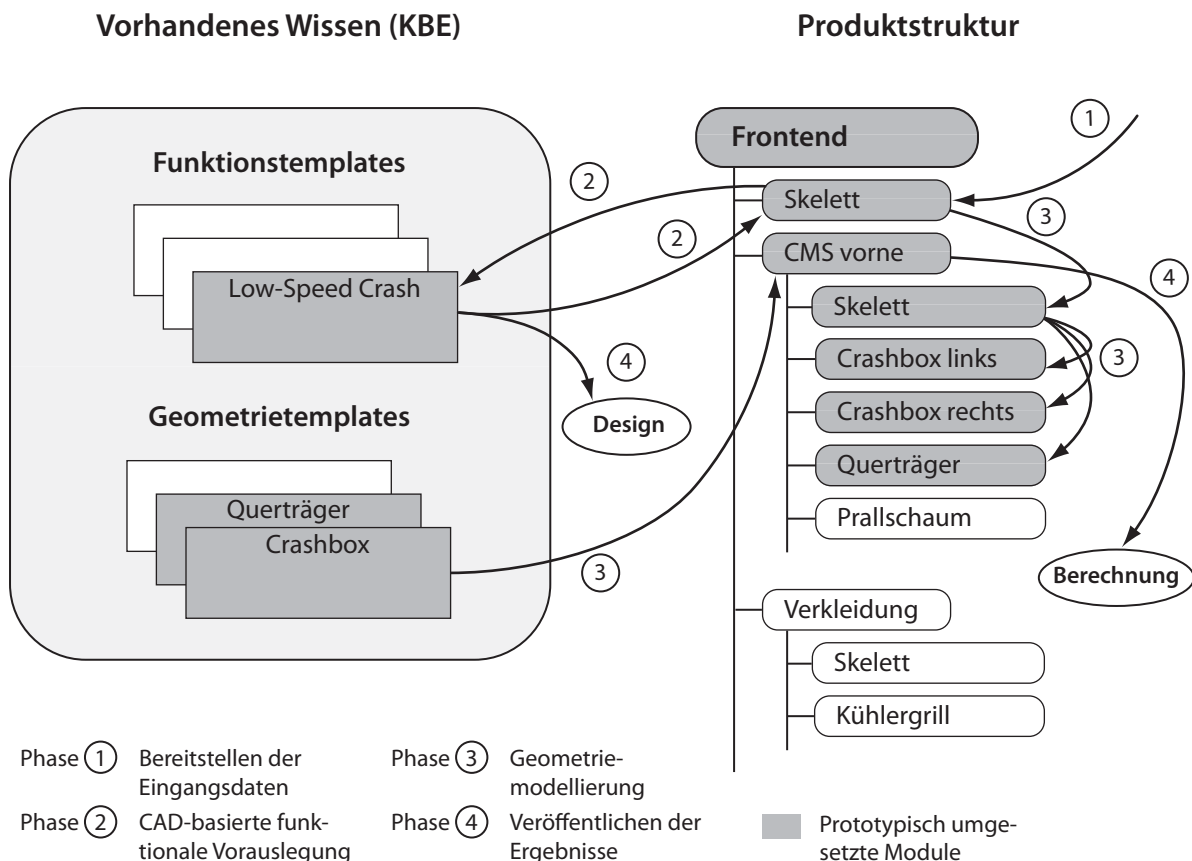 Vorhandenes Wissen (KBE)
Produktstruktur
Funktionstemplates
Low-Speed Crash
Geometrietemplates
Querträger
Crashbox
2
2
4
Design
3
1
Frontend
Skelett
3
CMS vorne
4
Skelett
Crashbox links
3
Crashbox rechts
Querträger
Prallschaum
Berechnung
Verkleidung
Skelett
Kühlergrill
Phase 1 Bereitstellen der
Eingangsdaten
Phase 2 CAD-basierte funk-
tionale Vorauslegung
Phase 3 Geometrie-
modellierung
Phase 4 Veröffentlichen der
Ergebnisse
Prototypisch umge-
setzte Module